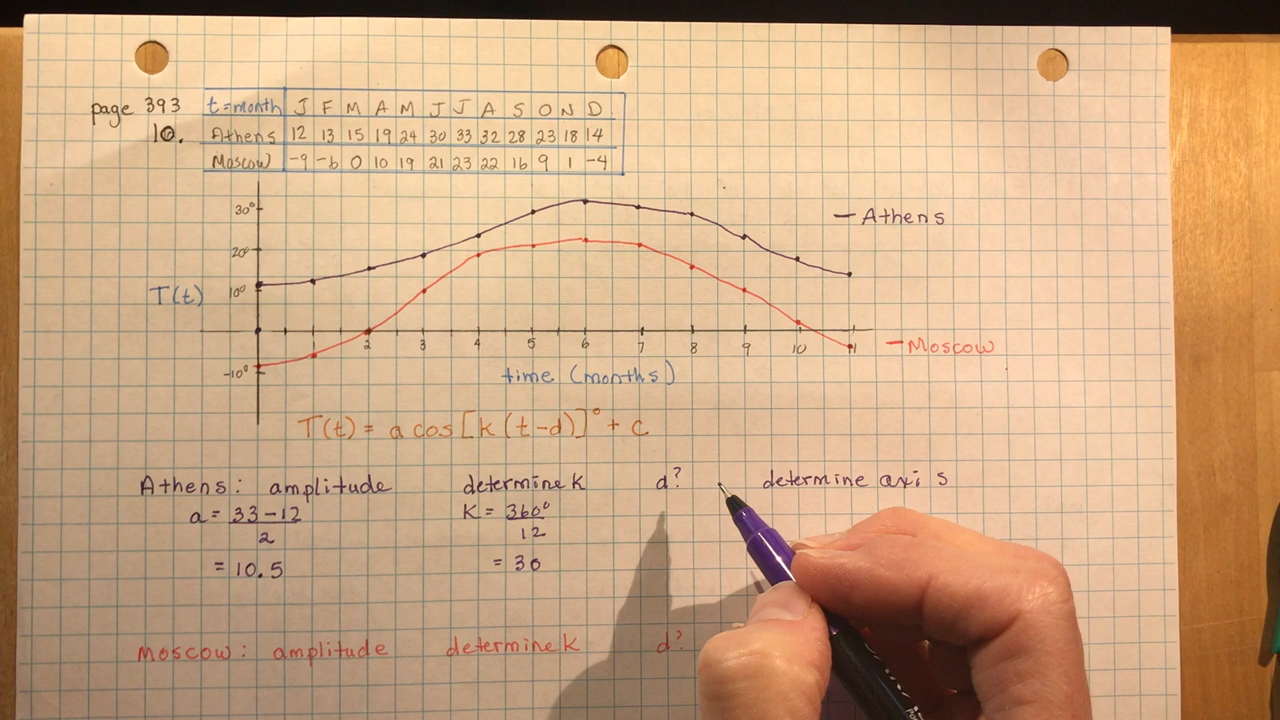 page 393
10.
t=month J F M A M J J A S O N D
Athens 12 13 15 19 24 30 33 32 28 23 18 14
Moscow -9 -6 0 10 19 21 23 22 16 9 1 -4
30°
20°
10°
-10°
T(t)
2 3 4 5 6 7 8 9 10 11
time (months)
— Athens
— Moscow
T(t) = a cos [k (t-d)]° + c
Athens: amplitude determine k d? determine axis
a = 33-12 K = 360°
2 12
= 10.5 = 30
Moscow: amplitude determine k d?